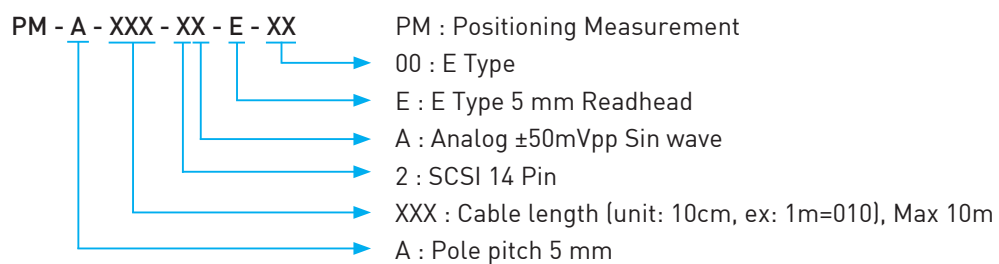 PM - A - XXX - XX - E - XX PM : Positioning Measurement
00 : E Type
E : E Type 5 mm Readhead
A : Analog ±50mVpp Sin wave
2 : SCSI 14 Pin
XXX : Cable length (unit: 10cm, ex: 1m=010), Max 10m
A : Pole pitch 5 mm